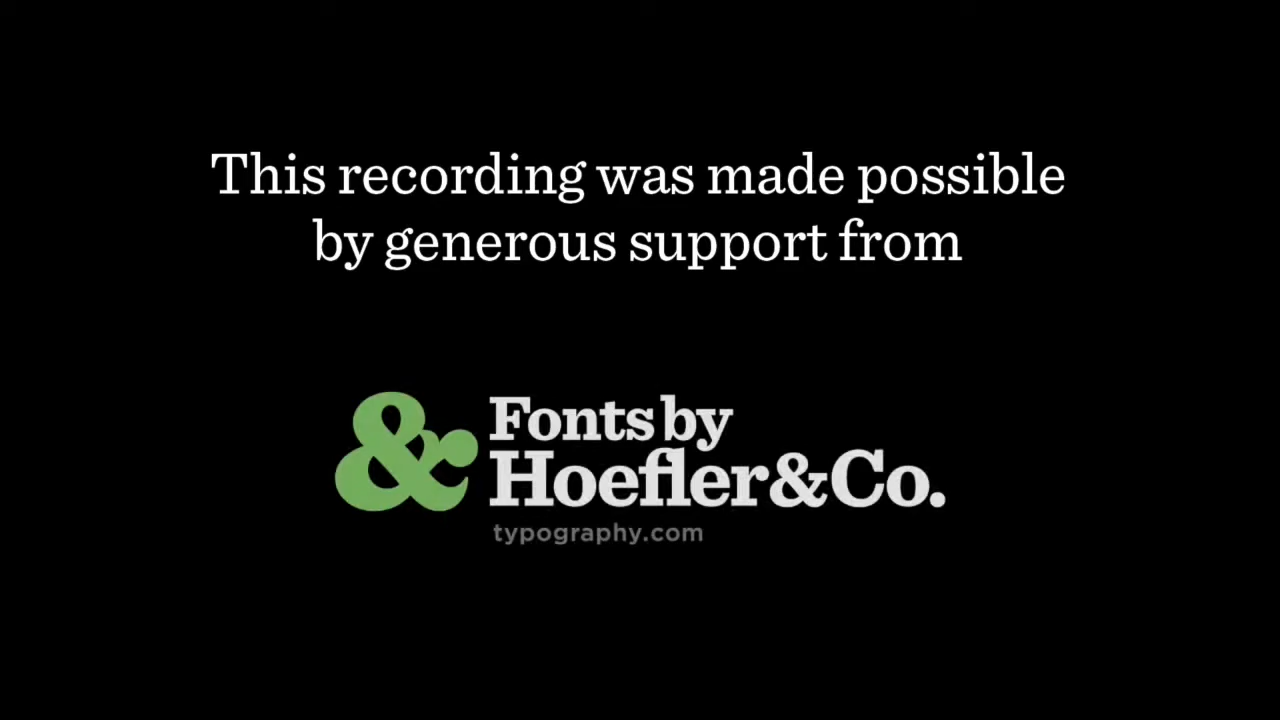 This recording was made possible
by generous support from
& Fonts by
Hoefler&Co.
typography.com